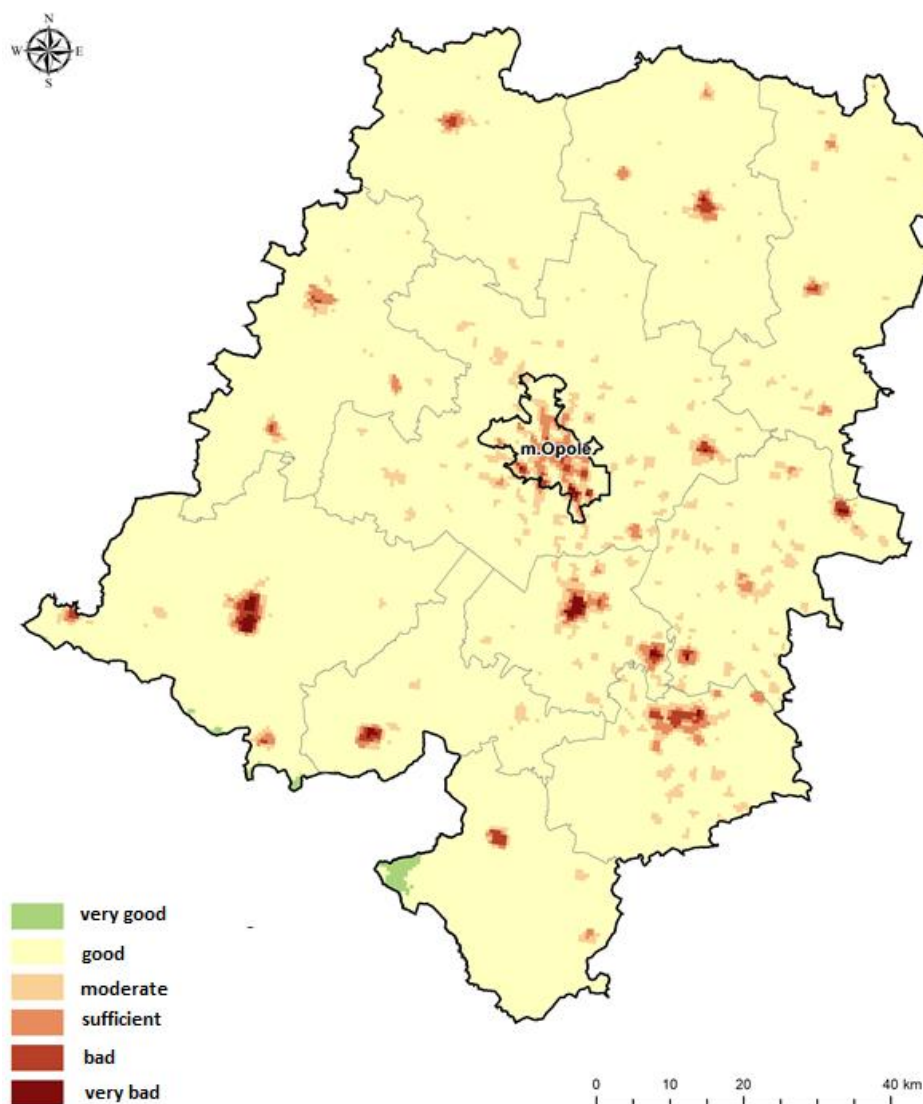 N
W E
S
m.Opole
very good
good
moderate
sufficient
bad
very bad
0 10 20 40 km